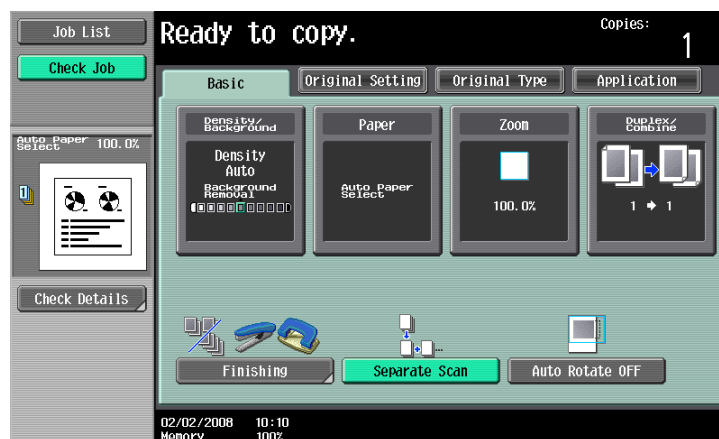 Job List
Check Job
Ready to copy.
Copies:
1
Basic
Original Setting
Original Type
Application
Auto Paper
Select
100.0%
Density/
Background
Density
Auto
Background
Removal
Paper
Auto Paper
Select
Zoom
100.0%
Duplex/
Combine
1 → 1
Check Details
Finishing
Separate Scan
Auto Rotate OFF
02/02/2008 10:10
Memory 100%